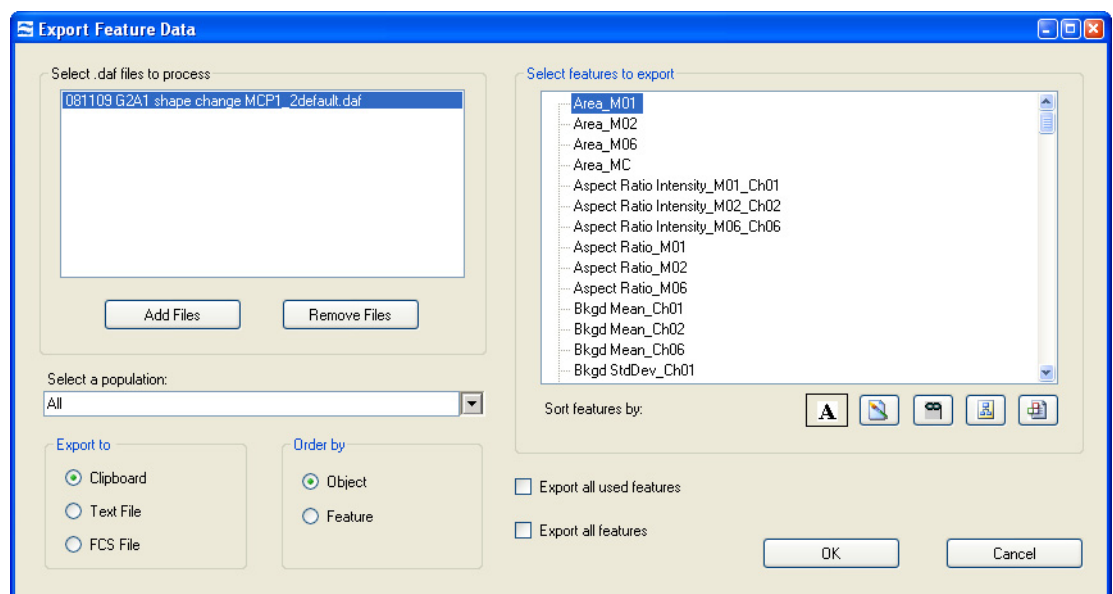 Export Feature Data
Select .daf files to process
081109 G2A1 shape change MCP1_2default.daf
Add Files
Remove Files
Select a population:
All
Export to
Clipboard
Text File
FCS File
Order by
Object
Feature
Select features to export
Area_M01
Area_M02
Area_M06
Area_MC
Aspect Ratio Intensity_M01_Ch01
Aspect Ratio Intensity_M02_Ch02
Aspect Ratio Intensity_M06_Ch06
Aspect Ratio_M01
Aspect Ratio_M02
Aspect Ratio_M06
Bkgd Mean_Ch01
Bkgd Mean_Ch02
Bkgd Mean_Ch06
Bkgd StdDev_Ch01
Sort features by:
A
Export all used features
Export all features
OK
Cancel